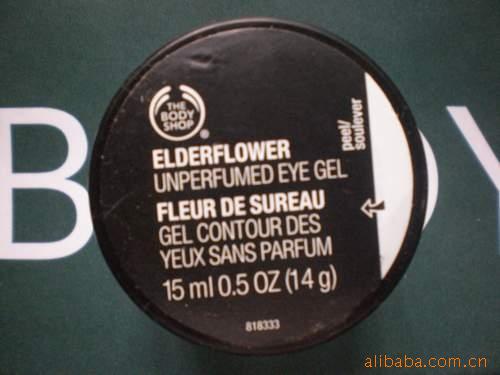 THE
BODY
SHOP
®
ELDERFLOWER
UNPERFUMED EYE GEL
FLEUR DE SUREAU
GEL CONTOUR DES
YEUX SANS PARFUM
15 ml 0.5 OZ (14 g)
818333
peel/
soulever
B O Y
alibaba.com.cn